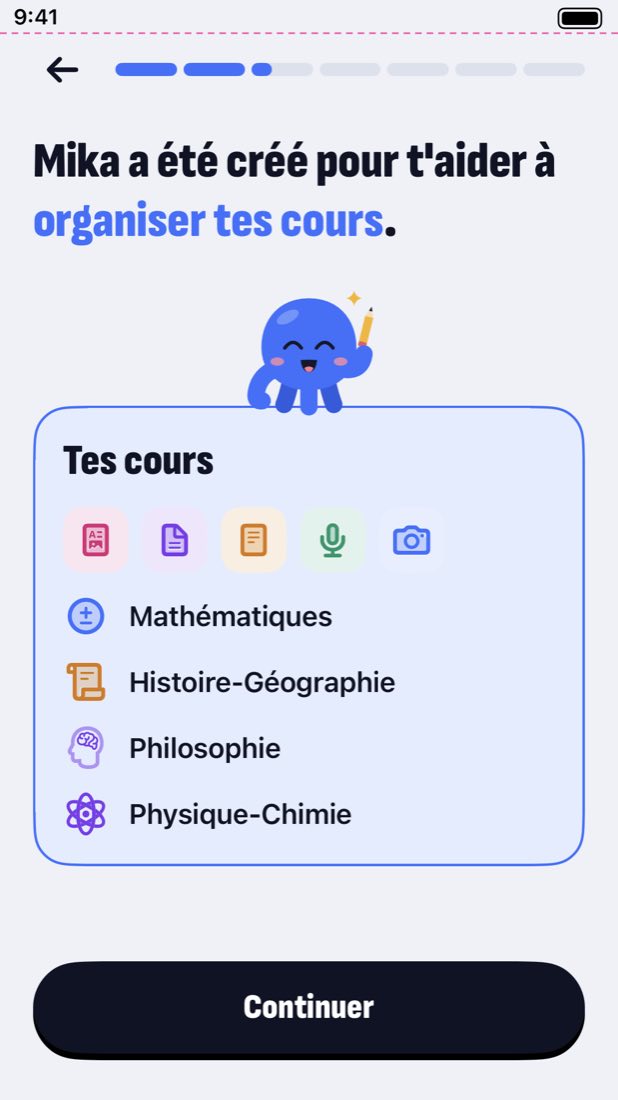 9:41
Mika a été créé pour t'aider à
organiser tes cours.
Tes cours
Mathématiques
Histoire-Géographie
Philosophie
Physique-Chimie
Continuer